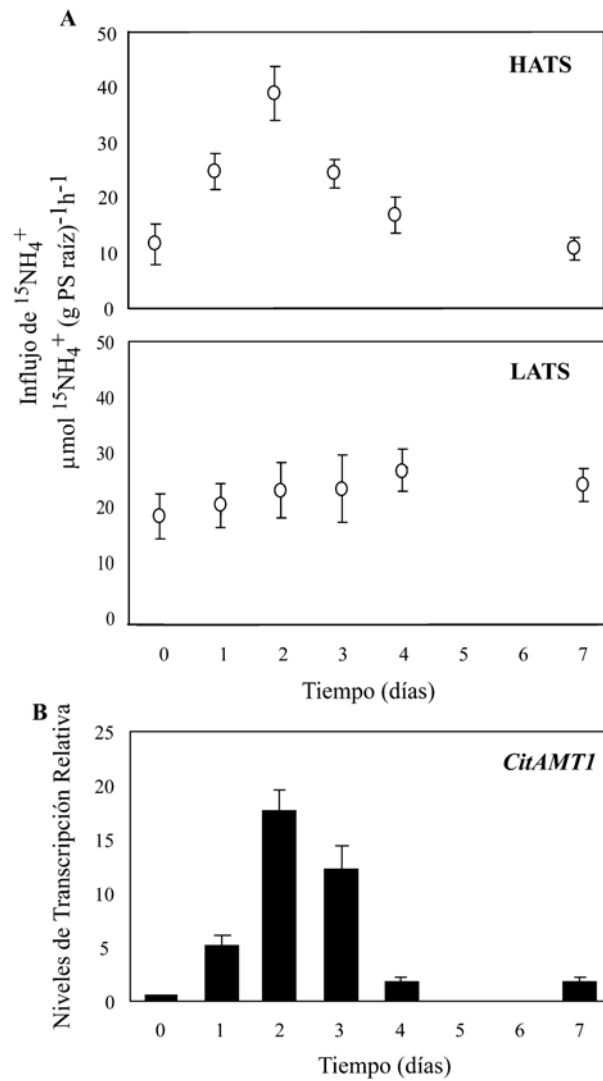 A
50
HATS
40
30
20
10
0
Influjo de ¹⁵NH₄⁺
µmol ¹⁵NH₄⁺ (g PS raíz)⁻¹h⁻¹
50
LATS
40
30
20
10
0
0 1 2 3 4 5 6 7
Tiempo (días)
B
Niveles de Transcripción Relativa
25
CitAMT1
20
15
10
5
0
0 1 2 3 4 5 6 7
Tiempo (días)